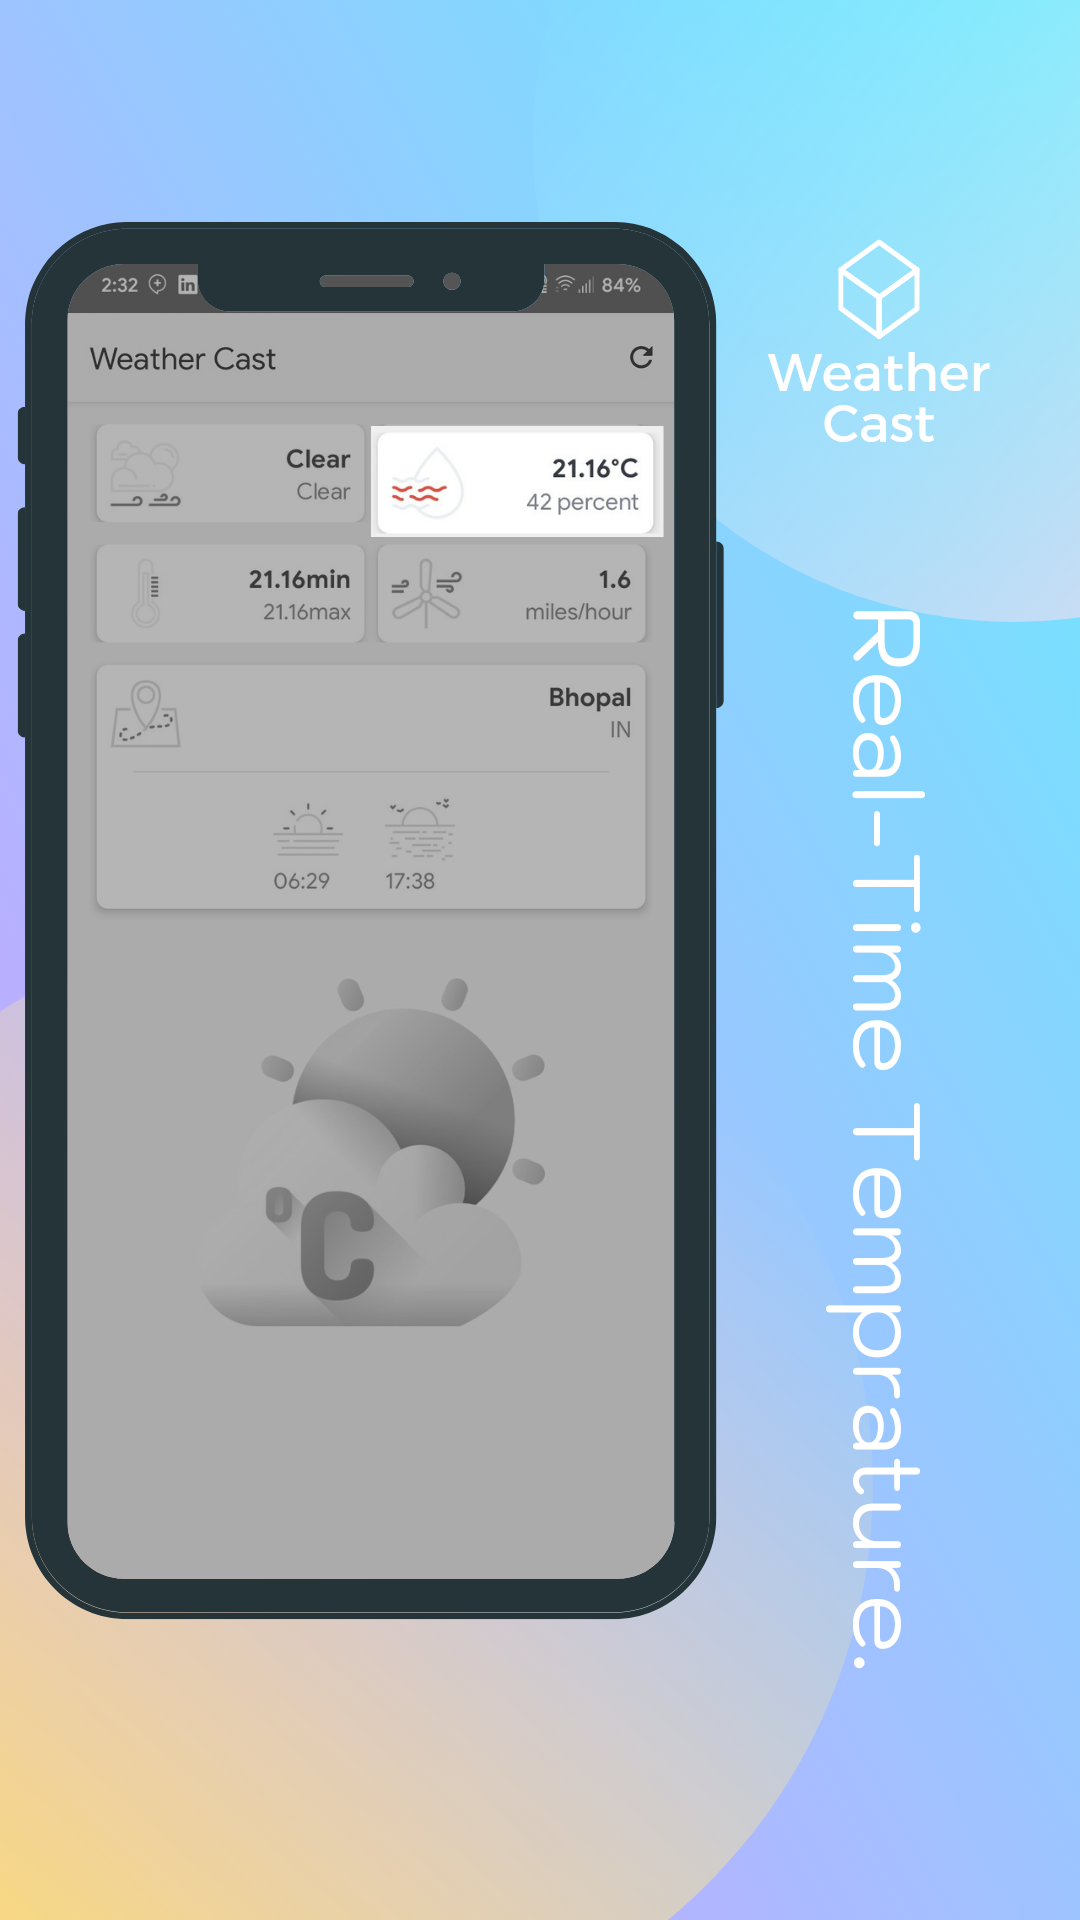 2:32
in
84%
Weather Cast
Clear
Clear
21.16°C
42 percent
21.16min
21.16max
1.6
miles/hour
Bhopal
IN
06:29
17:38
°C
Weather
Cast
Real-Time Temprature.